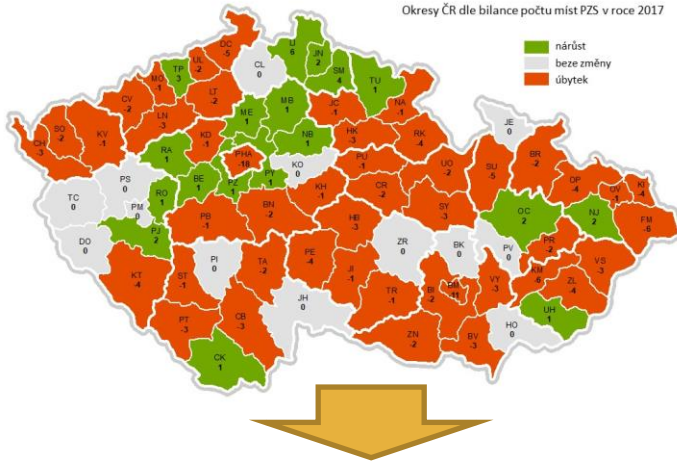 Okresy ČR dle bilance počtu míst PZS v roce 2017
nárůst
beze změny
úbytek
DC
-5
LI
6
JN
2
CL
0
SM
4
TU
1
TP
3
UL
-2
MO
-1
LT
-2
CV
-2
SO
-2
CH
-3
KV
-1
LN
-3
ME
1
MB
1
JC
-1
NA
-1
HK
-3
RK
-4
JE
0
RA
1
KD
-1
PHA
-10
NB
1
KO
0
PY
1
PZ
1
BE
1
RO
1
PS
0
PM
0
TC
0
DO
0
PJ
2
PB
-1
BN
-2
KH
-1
PU
-1
CR
-2
UO
-2
SY
-3
SU
-5
BR
-2
OP
-4
OV
-1
KI
-4
FM
-6
NJ
2
OC
2
PR
-2
PV
0
BK
0
ZR
0
HB
-3
PE
-4
JI
-1
TA
-2
PI
0
ST
-1
KT
-4
PT
-3
CB
-3
CK
1
JH
0
TR
-1
BI
-2
BM
-11
VY
-3
KM
-6
ZL
-4
VS
-3
UH
1
HO
0
BV
-3
ZN
-2